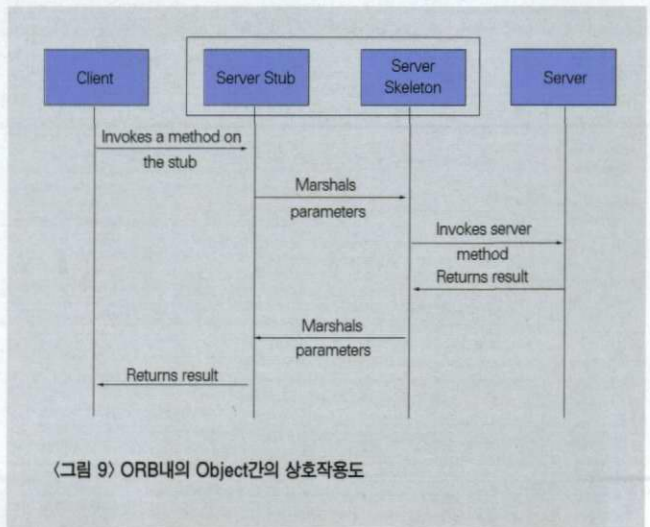 Client
Server Stub
Server
Skeleton
Server
Invokes a method on
the stub
Marshals
parameters
Invokes server
method
Returns result
Marshals
parameters
Returns result
〈그림 9〉 ORB내의 Object간의 상호작용도